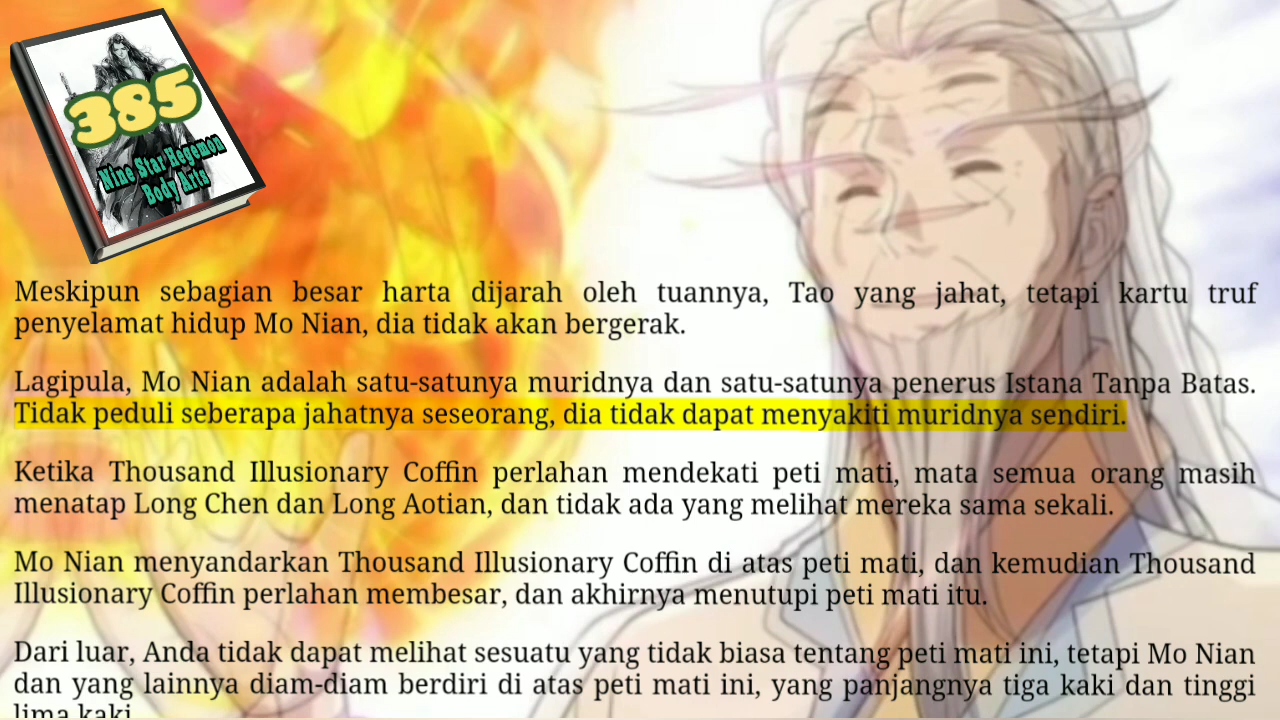 385
Nine Star Hegemon
Body Arts
Meskipun sebagian besar harta dijarah oleh tuannya, Tao yang jahat, tetapi kartu truf
penyelamat hidup Mo Nian, dia tidak akan bergerak.
Lagipula, Mo Nian adalah satu-satunya muridnya dan satu-satunya penerus Istana Tanpa Batas.
Tidak peduli seberapa jahatnya seseorang, dia tidak dapat menyakiti muridnya sendiri.
Ketika Thousand Illusionary Coffin perlahan mendekati peti mati, mata semua orang masih
menatap Long Chen dan Long Aotian, dan tidak ada yang melihat mereka sama sekali.
Mo Nian menyandarkan Thousand Illusionary Coffin di atas peti mati, dan kemudian Thousand
Illusionary Coffin perlahan membesar, dan akhirnya menutupi peti mati itu.
Dari luar, Anda tidak dapat melihat sesuatu yang tidak biasa tentang peti mati ini, tetapi Mo Nian
dan yang lainnya diam-diam berdiri di atas peti mati ini, yang panjangnya tiga kaki dan tinggi
lima kaki